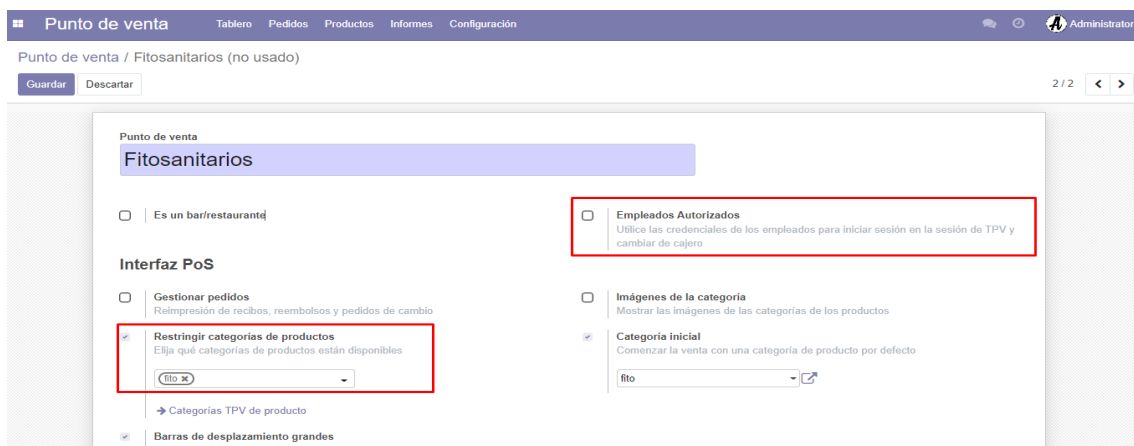 Punto de venta Tablero Pedidos Productos Informes Configuración Administrator
Punto de venta / Fitosanitarios (no usado)
Guardar Descartar 2 / 2
Punto de venta
Fitosanitarios
Es un bar/restaurante
Empleados Autorizados
Utilice las credenciales de los empleados para iniciar sesión en la sesión de TPV y
cambiar de cajero
Interfaz PoS
Gestionar pedidos
Reimpresión de recibos, reembolsos y pedidos de cambio
Imágenes de la categoría
Mostrar las imágenes de las categorías de los productos
Restringir categorías de productos
Elija qué categorías de productos están disponibles
fito
Categoría inicial
Comenzar la venta con una categoría de producto por defecto
fito
Categorías TPV de producto
Barras de desplazamiento grandes